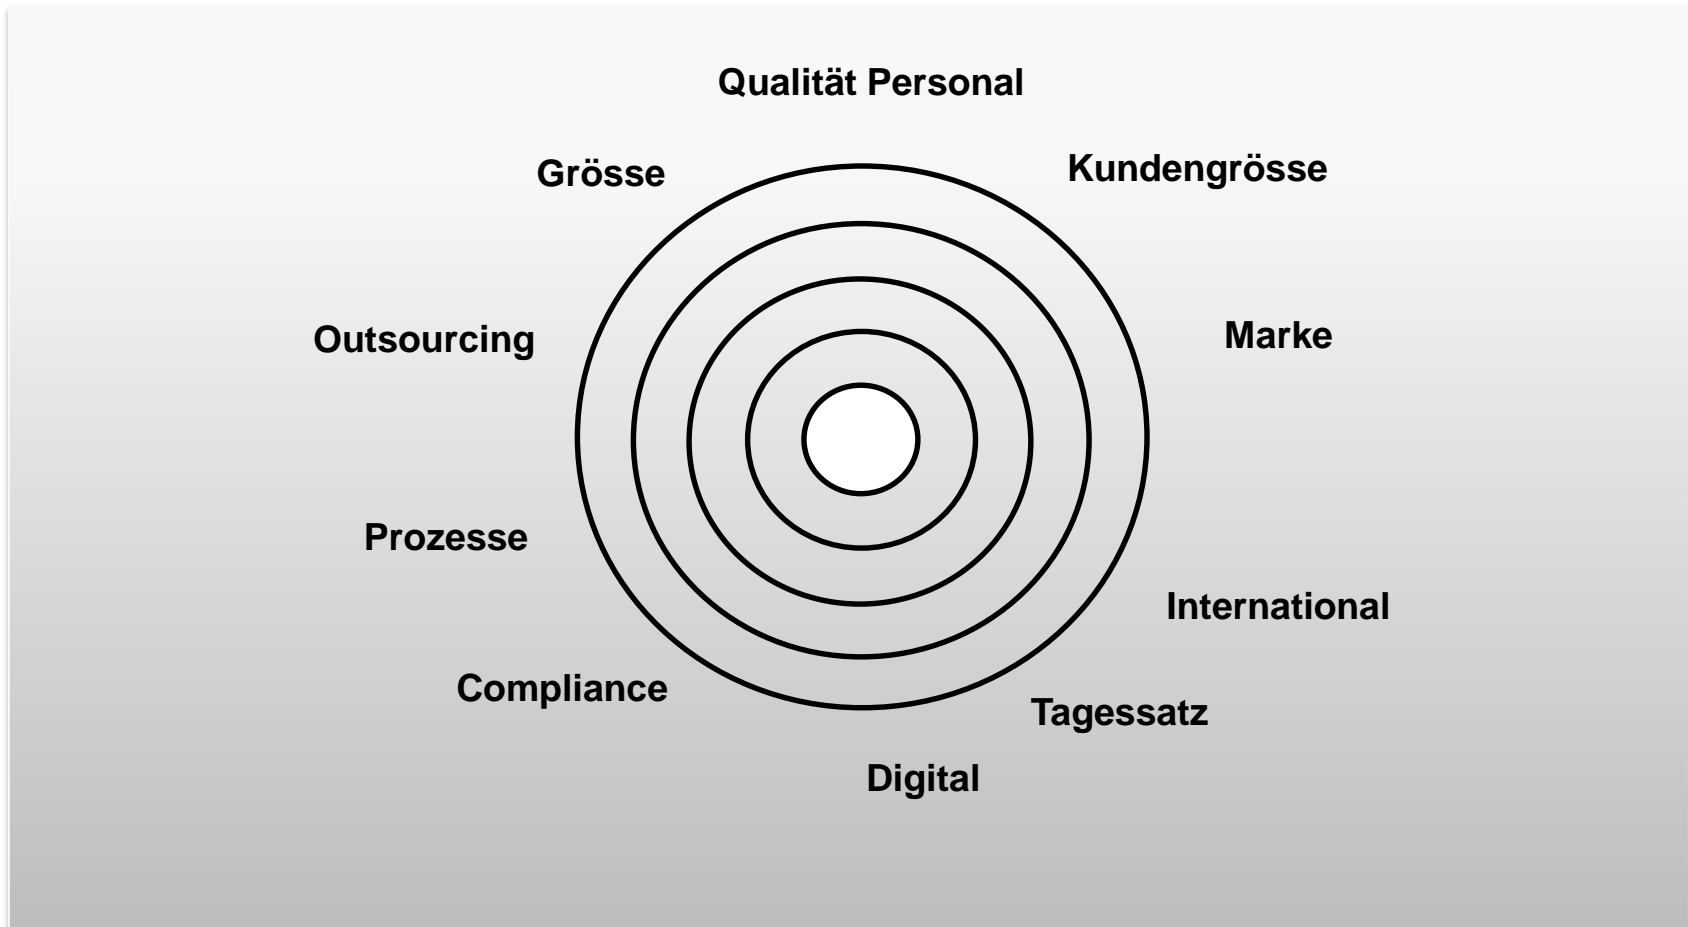 Qualität Personal
Grösse
Kundengrösse
Outsourcing
Marke
Prozesse
International
Compliance
Tagessatz
Digital